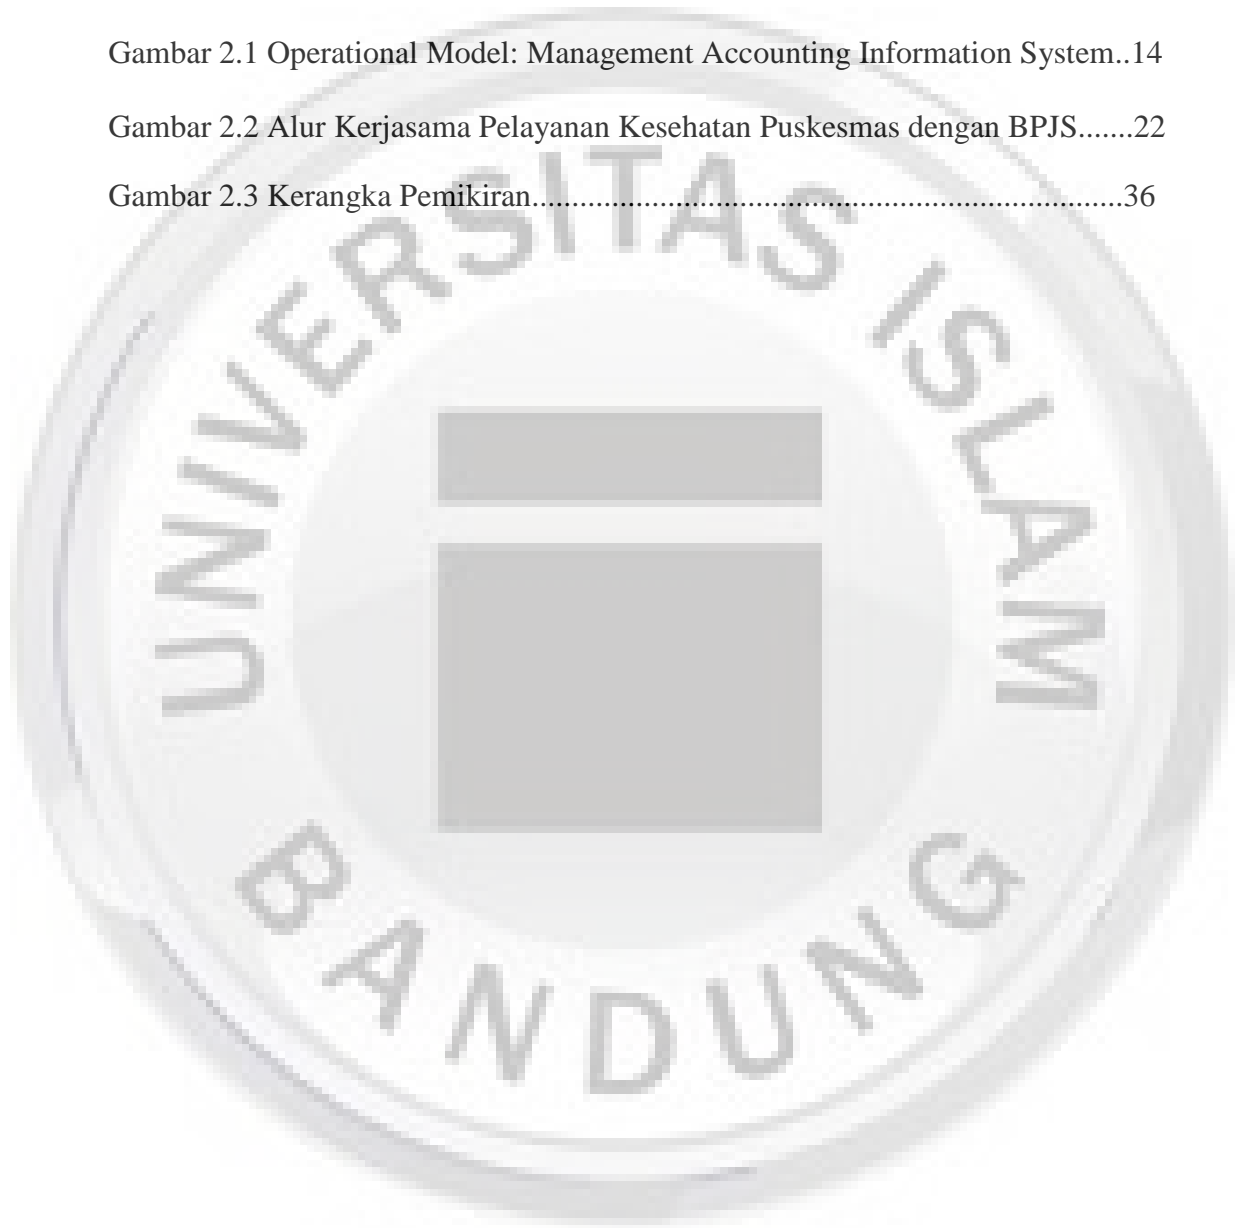 Gambar 2.1 Operational Model: Management Accounting Information System..14
Gambar 2.2 Alur Kerjasama Pelayanan Kesehatan Puskesmas dengan BPJS.......22
Gambar 2.3 Kerangka Pemikiran..........................................................................36
UNIVERSITAS ISLAM
BANDUNG